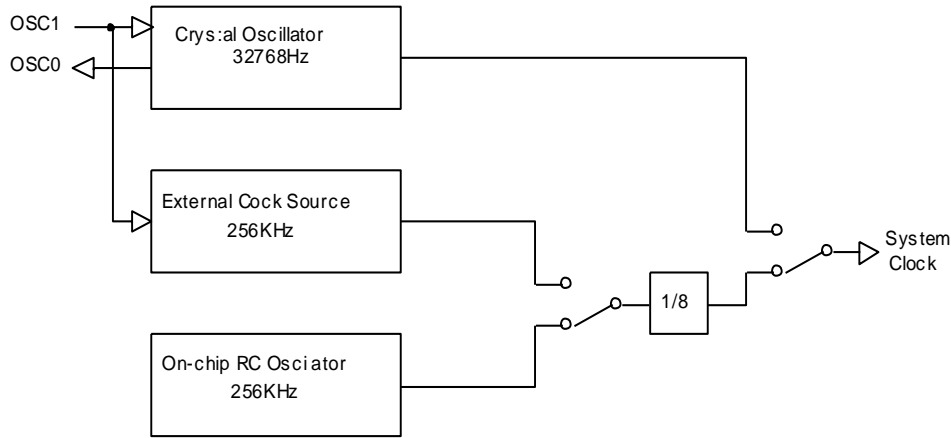 OSC1
OSC0
Crys:al Oscillator
32768Hz
External Cock Source
256KHz
On-chip RC Osciator
256KHz
1/8
System
Clock